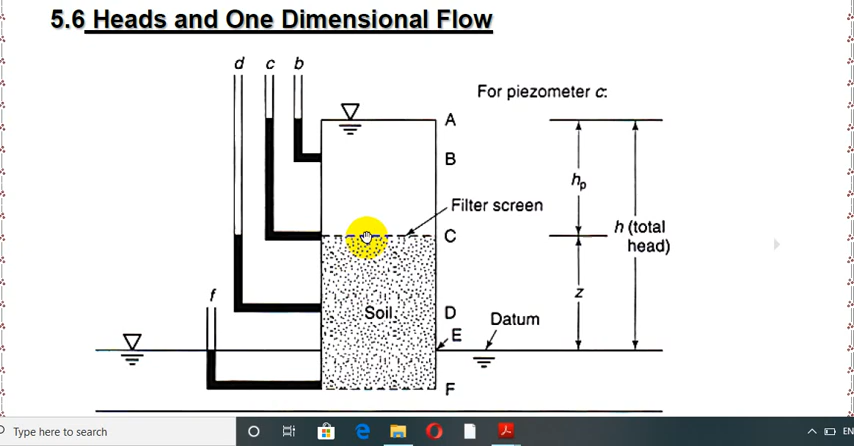 5.6 Heads and One Dimensional Flow
d c b
For piezometer c:
A
B
hp
Filter screen
C
h (total
head)
z
f
Soil
D
Datum
E
F
Type here to search
EN